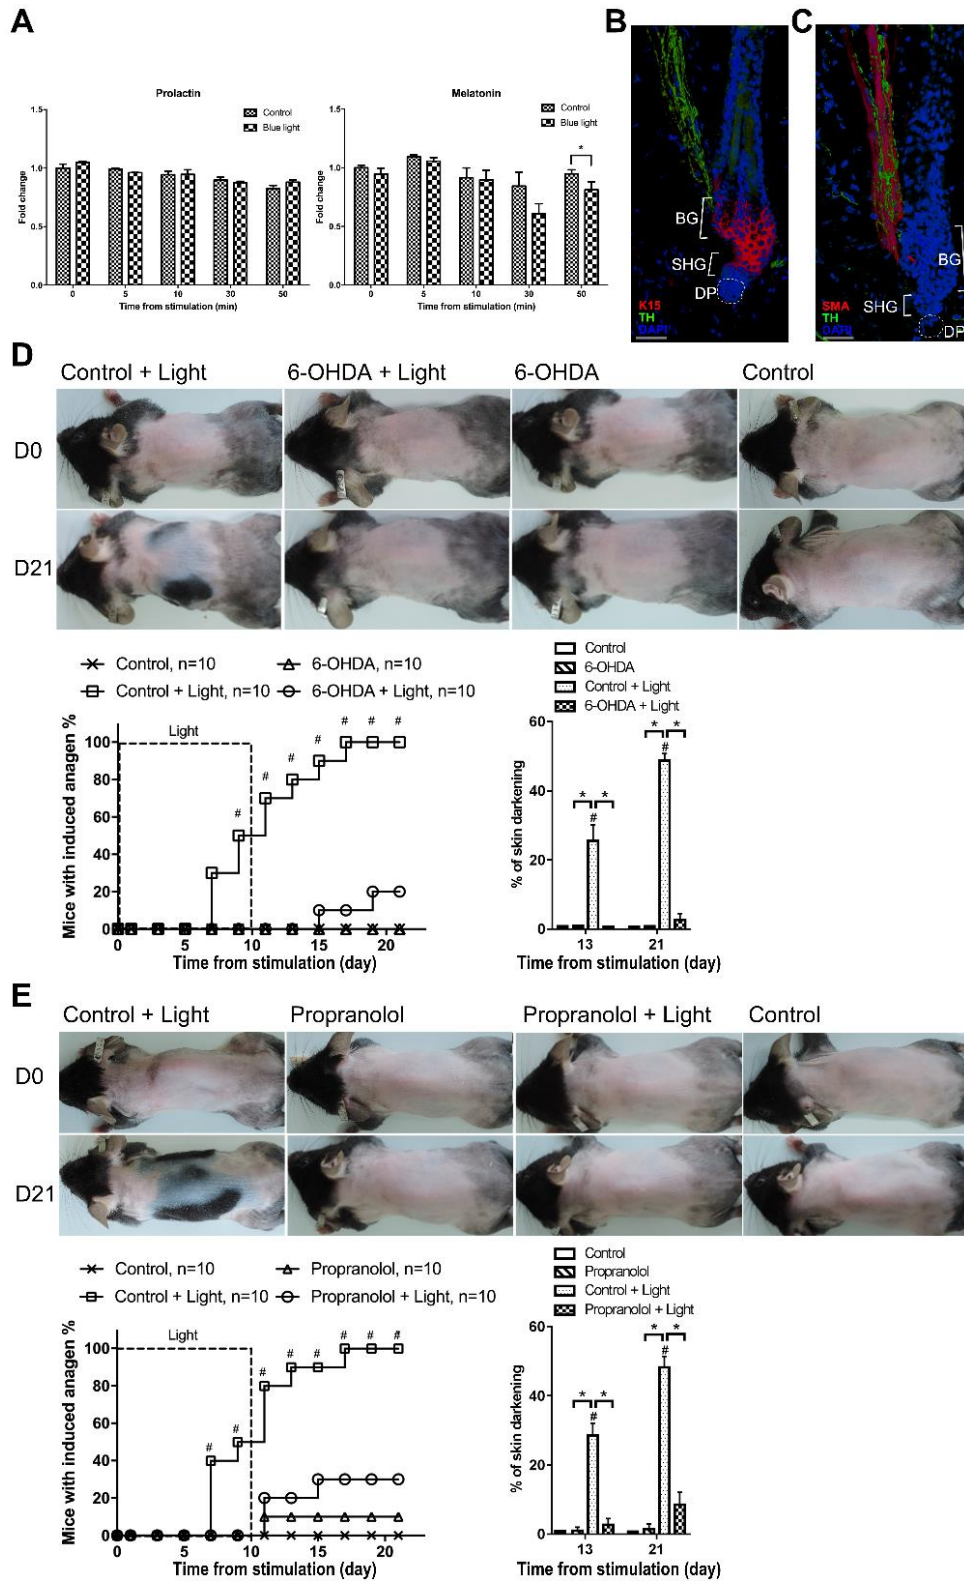 A
Prolactin
Control
Blue light
Fold change
1.5
1.0
0.5
0.0
0 5 10 30 50
Time from stimulation (min)
Melatonin
Control
Blue light
*
Fold change
1.5
1.0
0.5
0.0
0 5 10 30 50
Time from stimulation (min)
B
BG
SHG
DP
K15
TH
DAPI
C
BG
SHG
DP
SMA
TH
DAPI
D
Control + Light 6-OHDA + Light 6-OHDA Control
D0
D21
Control, n=10 6-OHDA, n=10
Control + Light, n=10 6-OHDA + Light, n=10
Light
# # # # # # #
Mice with induced anagen %
100
80
60
40
20
0
0 5 10 15 20
Time from stimulation (day)
Control
6-OHDA
Control + Light
6-OHDA + Light
% of skin darkening
60
40
20
0
* * #
* * #
13 21
Time from stimulation (day)
E
Control + Light Propranolol Propranolol + Light Control
D0
D21
Control, n=10 Propranolol, n=10
Control + Light, n=10 Propranolol + Light, n=10
Light
# # # # # # # #
Mice with induced anagen %
100
80
60
40
20
0
0 5 10 15 20
Time from stimulation (day)
Control
Propranolol
Control + Light
Propranolol + Light
% of skin darkening
60
40
20
0
* * #
* * #
13 21
Time from stimulation (day)